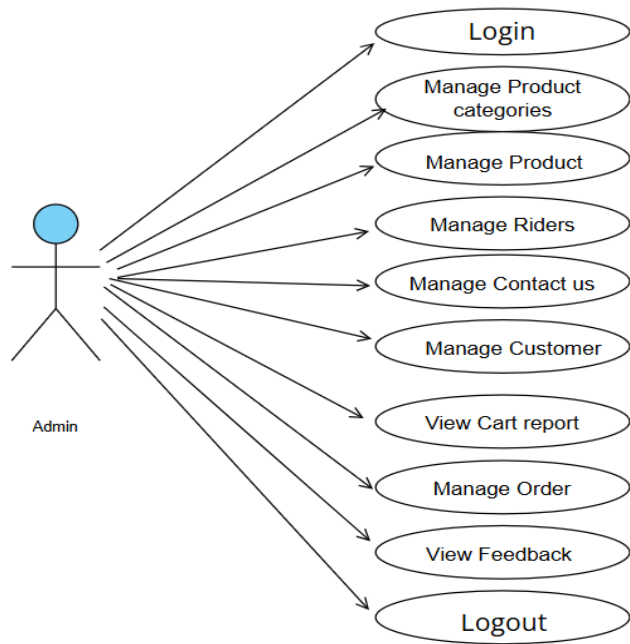 Login
Manage Product
categories
Manage Product
Manage Riders
Manage Contact us
Manage Customer
Admin
View Cart report
Manage Order
View Feedback
Logout